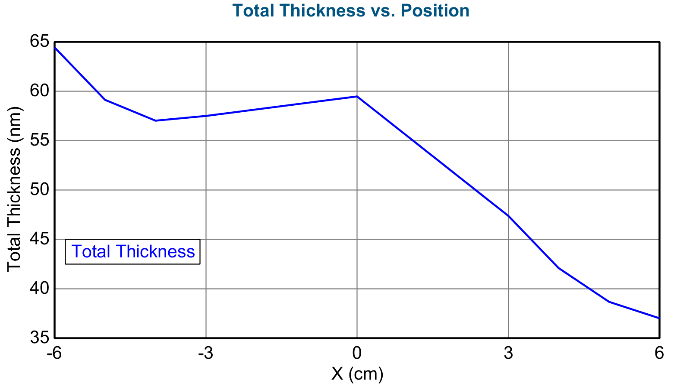 Total Thickness vs. Position
65
60
55
50
45
40
35
Total Thickness (nm)
Total Thickness
-6 -3 0 3 6
X (cm)